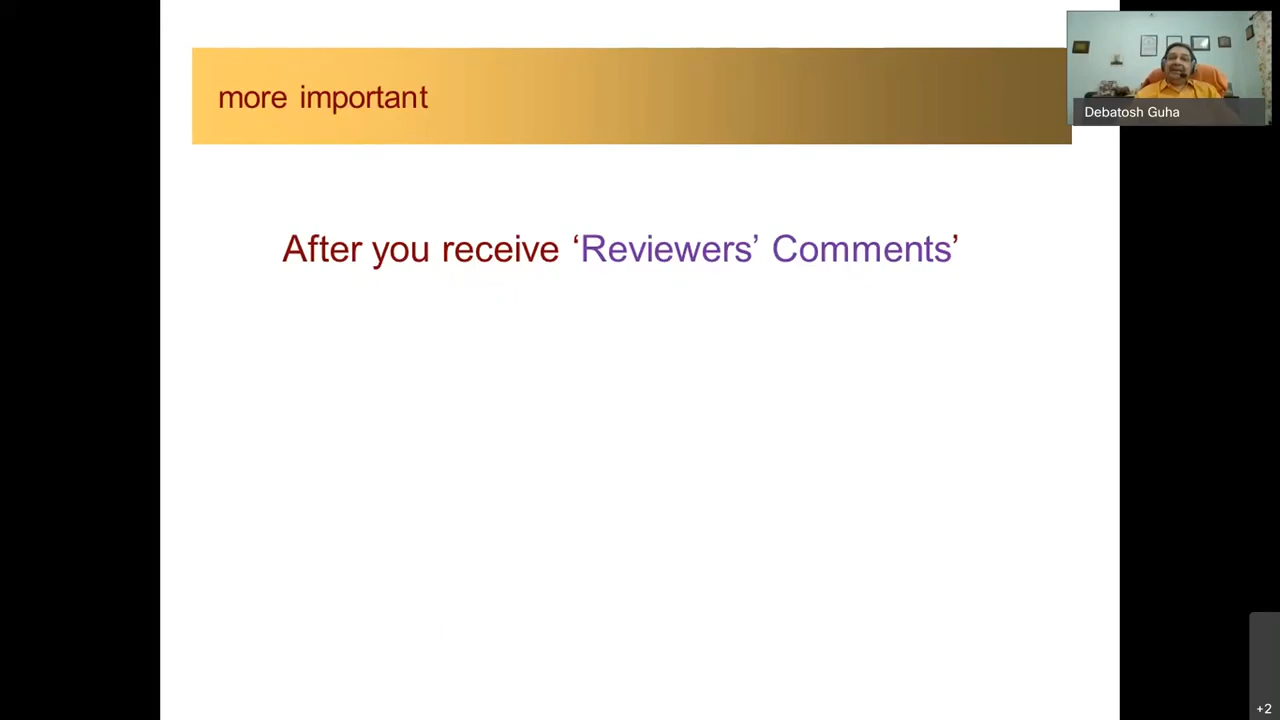 more important
Debatosh Guha
After you receive ‘Reviewers’ Comments’
+2